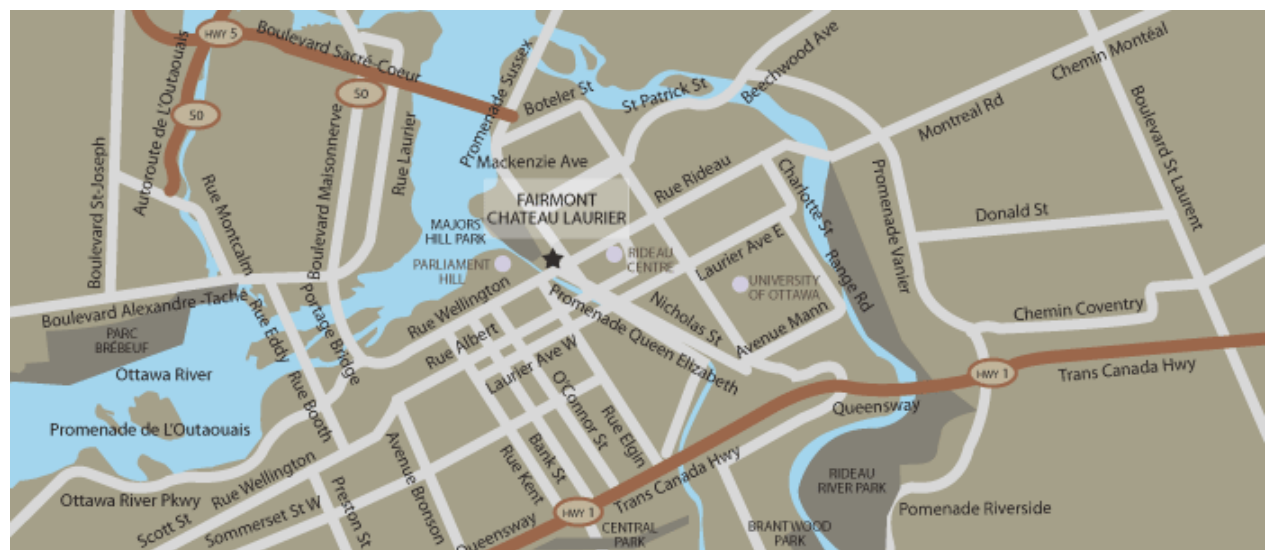 HWY 5
Boulevard Sacré-Coeur
Beechwood Ave
Chemin Montéal
Autoroute de L'Outaouais
50
50
Promenade Sussex
Boteler St
St Patrick St
Montreal Rd
Boulevard St Laurent
Boulevard St-Joseph
Rue Montcalm
Boulevard Maisonnerve
Rue Laurier
Mackenzie Ave
Rue Rideau
Charlotte St
Promenade Vanier
FAIRMONT
CHATEAU LAURIER
Donald St
MAJORS
HILL PARK
PARLIAMENT
HILL
RIDEAU
CENTRE
Laurier Ave E
UNIVERSITY
OF OTTAWA
Range Rd
Boulevard Alexandre -Taché
PARC
BRÉBEUF
Rue Eddy
Portage Bridge
Rue Wellington
Promenade Queen Elizabeth
Nicholas St
Avenue Mann
Chemin Coventry
Ottawa River
Rue Albert
Laurier Ave W
HWY 1
Trans Canada Hwy
Queensway
Promenade de L'Outaouais
Rue Booth
O'Connor St
Rue Elgin
Bank St
Rue Kent
Avenue Bronson
Ottawa River Pkwy
Rue Wellington
Scott St
Sommerset St W
Preston St
Queensway
HWY 1
Trans Canada Hwy
CENTRAL
PARK
BRANTWOOD
PARK
RIDEAU
RIVER PARK
Pomenade Riverside